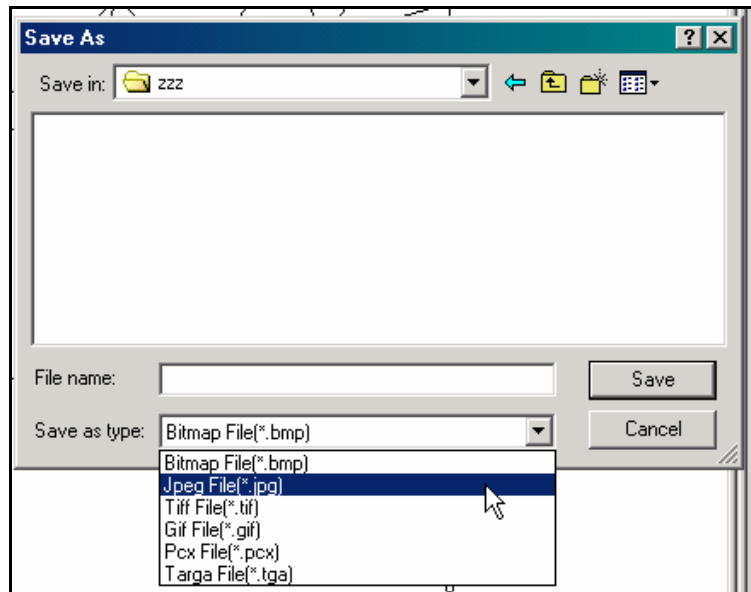 Save As
Save in: zzz
File name:
Save
Save as type: Bitmap File(*.bmp)
Cancel
Bitmap File(*.bmp)
Jpeg File(*.jpg)
Tiff File(*.tif)
Gif File(*.gif)
Pcx File(*.pcx)
Targa File(*.tga)